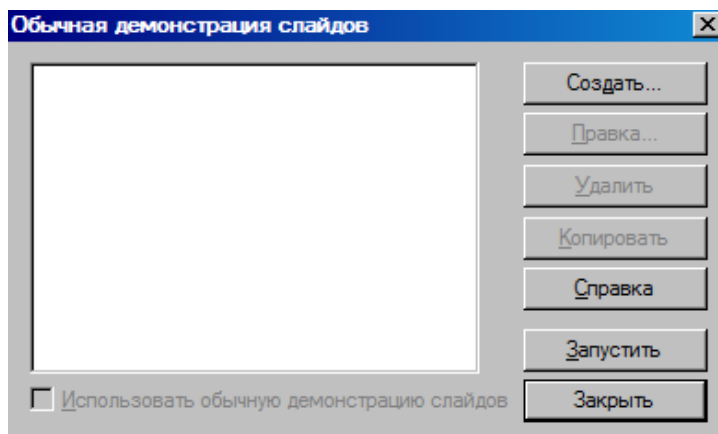 Обычная демонстрация слайдов
Создать...
Правка...
Удалить
Копировать
Справка
Запустить
Использовать обычную демонстрацию слайдов
Закрыть